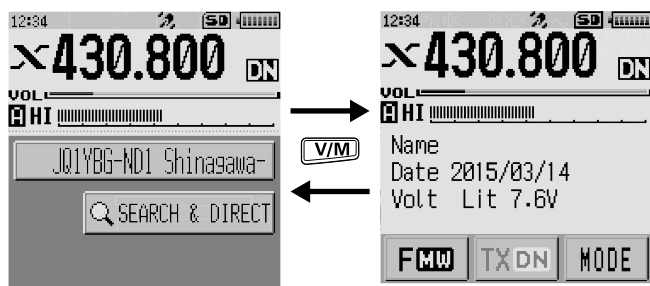 12:34 SD
430.800 DN
VOL
A HI
JQ1YBG-ND1 Shinagawa-
SEARCH & DIRECT
V/M
12:34 SD
430.800 DN
VOL
A HI
Name
Date 2015/03/14
Volt Lit 7.6V
F MW TX DN MODE